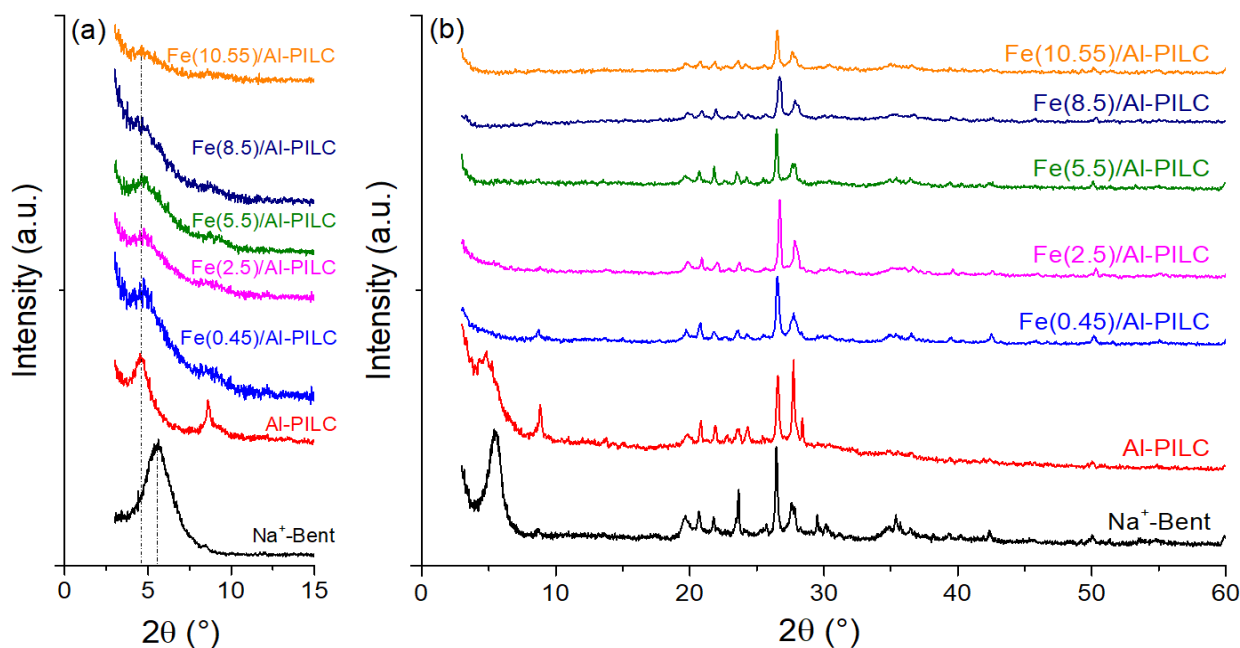 (a)
Fe(10.55)/Al-PILC
Fe(8.5)/Al-PILC
Fe(5.5)/Al-PILC
Fe(2.5)/Al-PILC
Fe(0.45)/Al-PILC
Al-PILC
Na⁺-Bent
Intensity (a.u.)
0 5 10 15
2θ (°)
(b)
Fe(10.55)/Al-PILC
Fe(8.5)/Al-PILC
Fe(5.5)/Al-PILC
Fe(2.5)/Al-PILC
Fe(0.45)/Al-PILC
Al-PILC
Na⁺-Bent
Intensity (a.u.)
0 10 20 30 40 50 60
2θ (°)